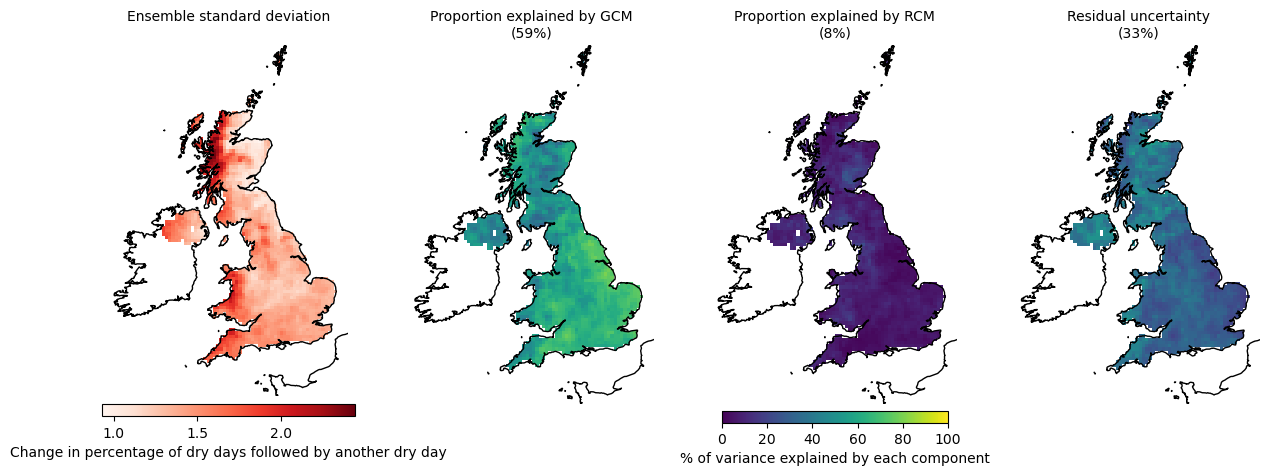 Ensemble standard deviation
Proportion explained by GCM
(59%)
Proportion explained by RCM
(8%)
Residual uncertainty
(33%)
1.0 1.5 2.0
Change in percentage of dry days followed by another dry day
0 20 40 60 80 100
% of variance explained by each component